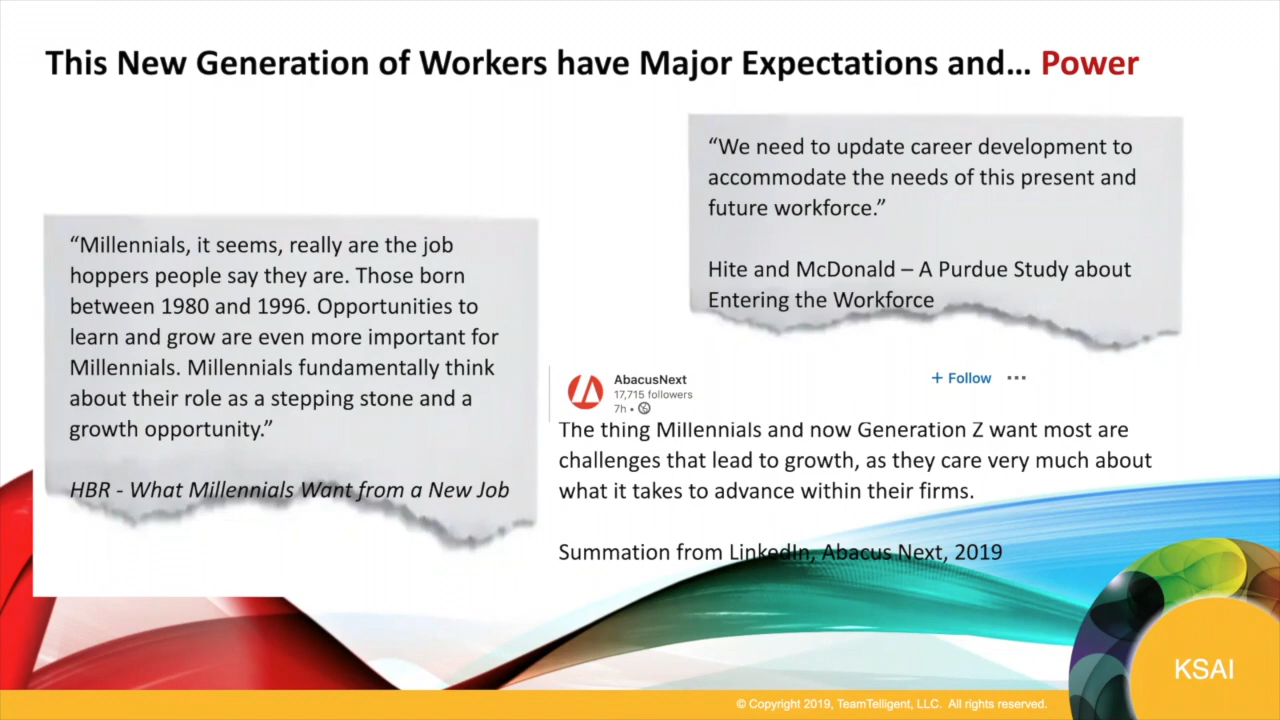 This New Generation of Workers have Major Expectations and... Power
“Millennials, it seems, really are the job
hoppers people say they are. Those born
between 1980 and 1996. Opportunities to
learn and grow are even more important for
Millennials. Millennials fundamentally think
about their role as a stepping stone and a
growth opportunity.”
HBR - What Millennials Want from a New Job
“We need to update career development to
accommodate the needs of this present and
future workforce.”
Hite and McDonald – A Purdue Study about
Entering the Workforce
AbacusNext
17,715 followers
7h •
+ Follow
The thing Millennials and now Generation Z want most are
challenges that lead to growth, as they care very much about
what it takes to advance within their firms.
Summation from LinkedIn, Abacus Next, 2019
KSAI
© Copyright 2019, TeamTelligent, LLC. All rights reserved.